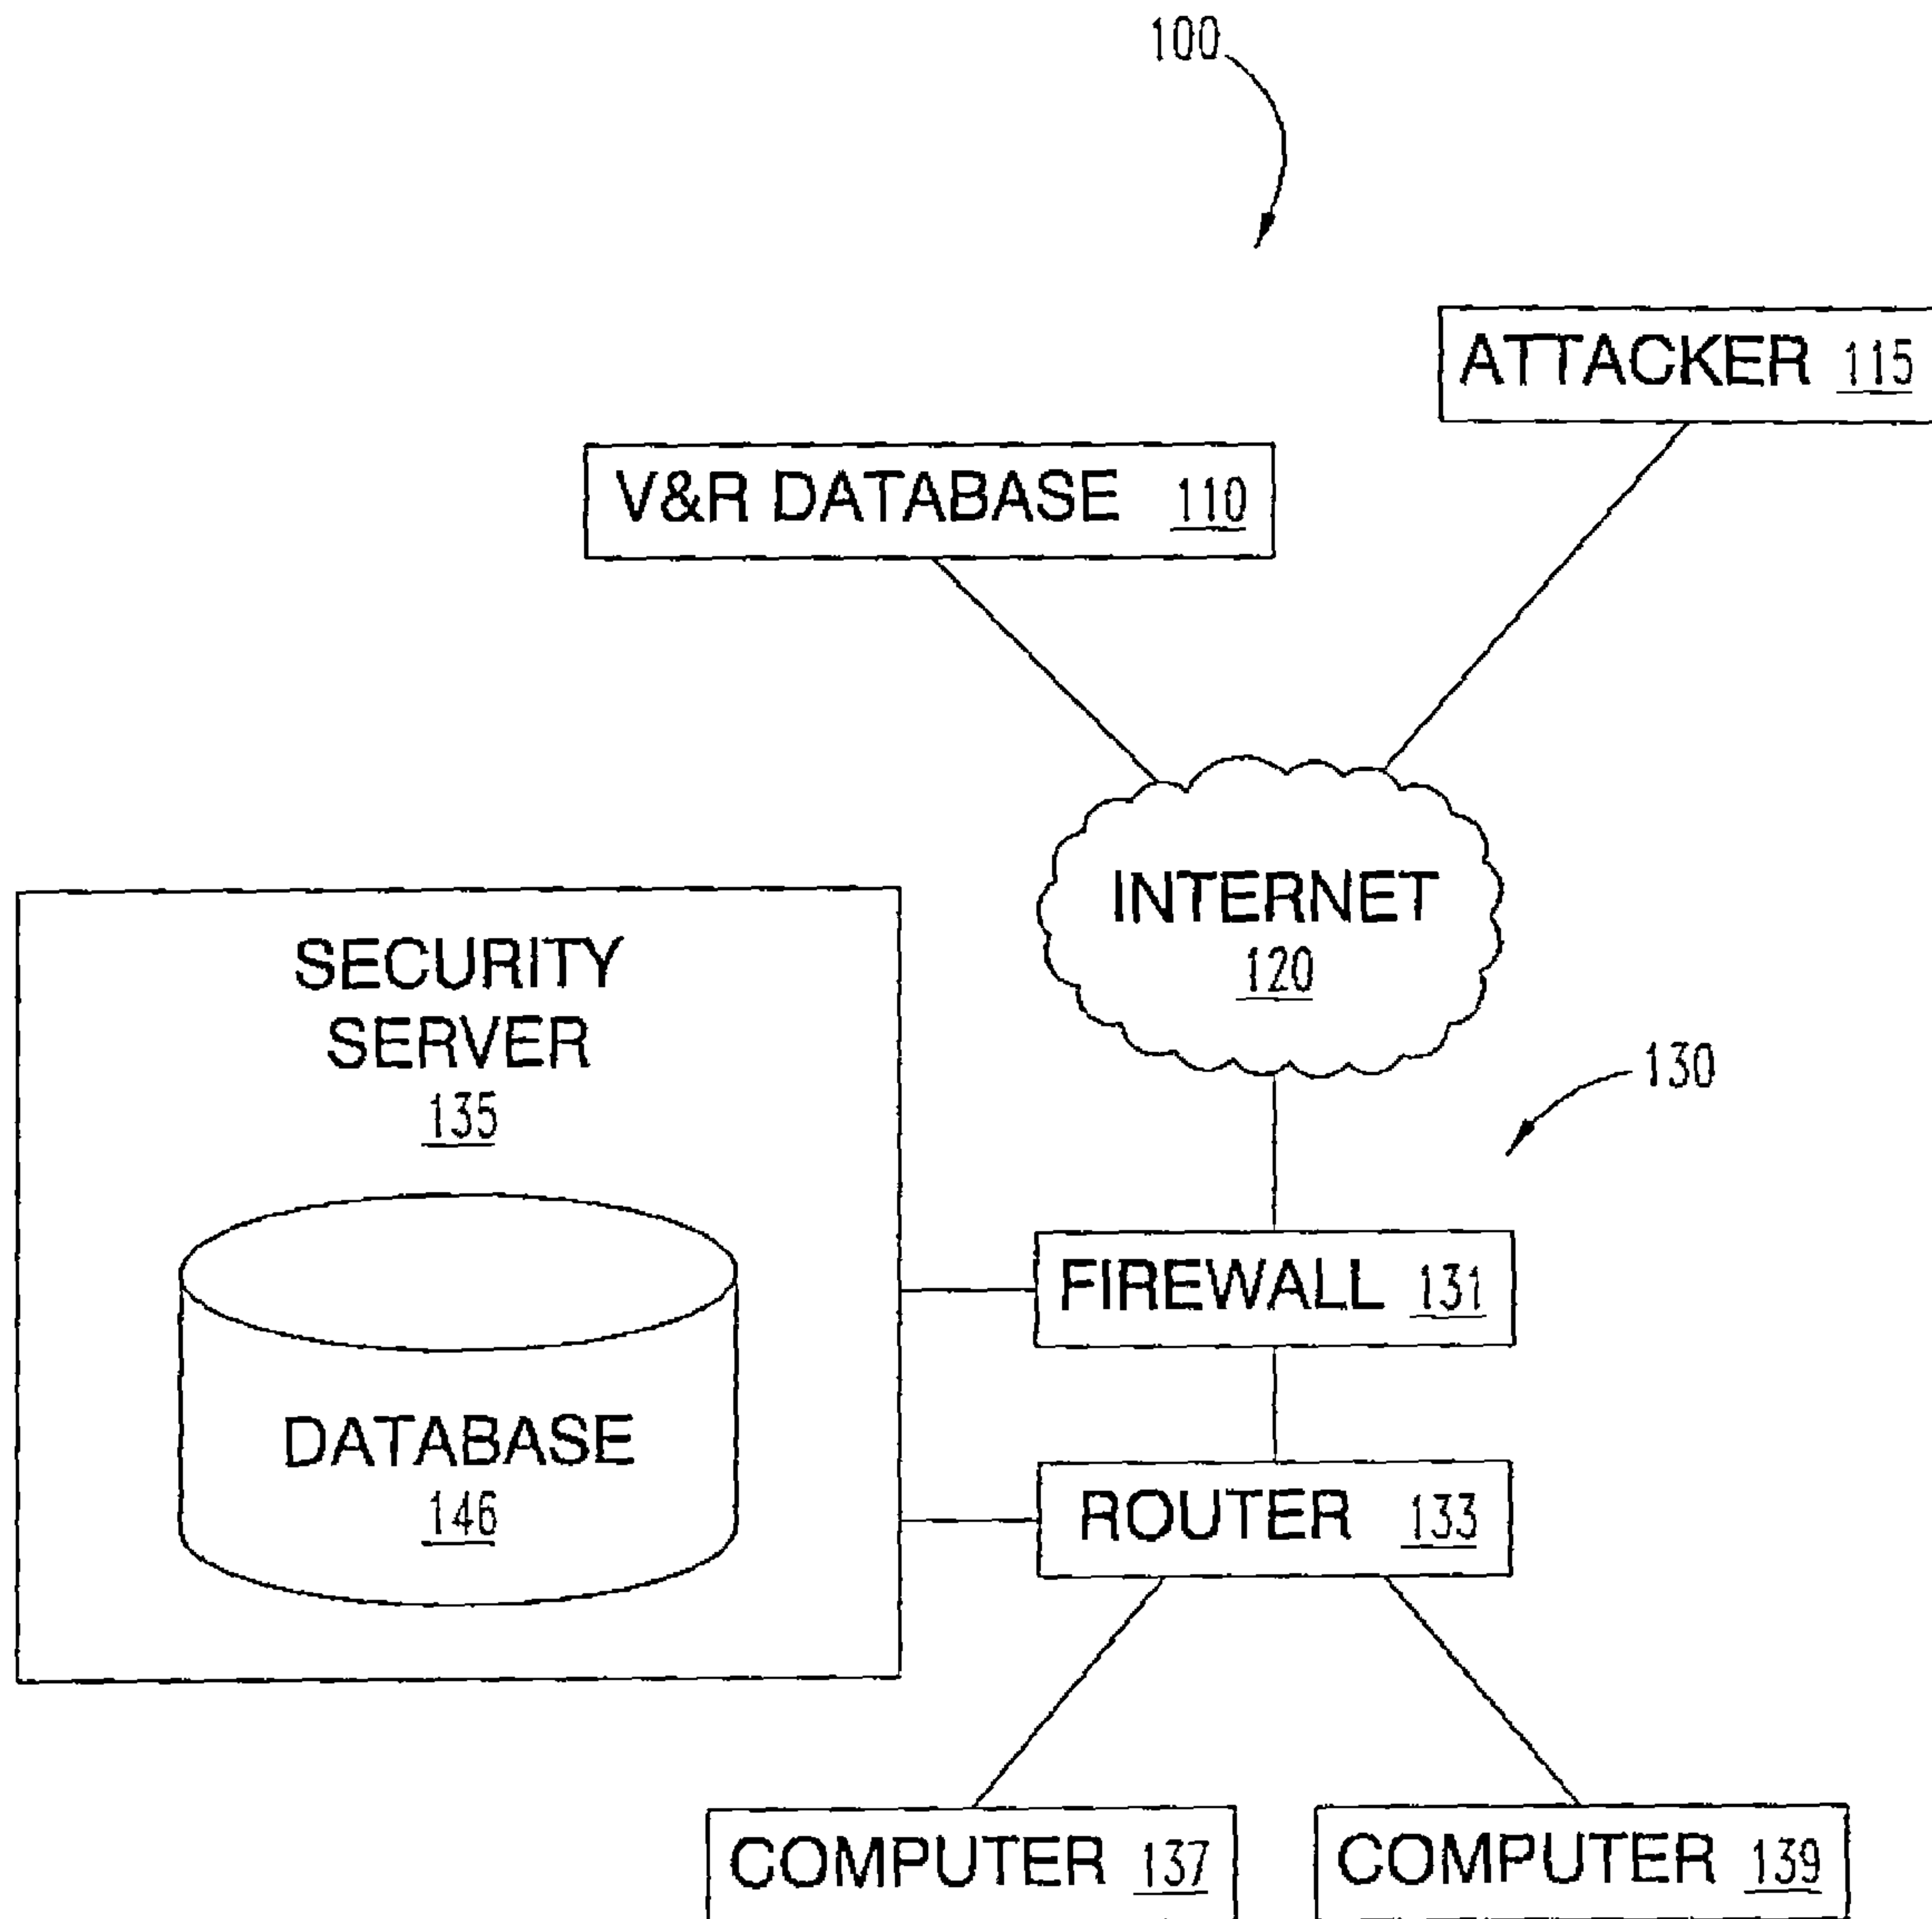 100
ATTACKER 115
V&R DATABASE 110
INTERNET
120
SECURITY
SERVER
135
130
FIREWALL 131
DATABASE
146
ROUTER 133
COMPUTER 137
COMPUTER 139